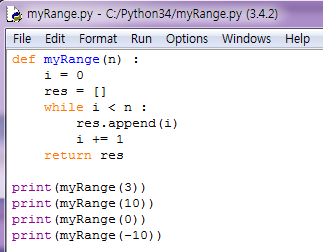 myRange.py - C:/Python34/myRange.py (3.4.2)
File Edit Format Run Options Windows Help
def myRange(n) :
    i = 0
    res = []
    while i < n :
        res.append(i)
        i += 1
    return res

print(myRange(3))
print(myRange(10))
print(myRange(0))
print(myRange(-10))